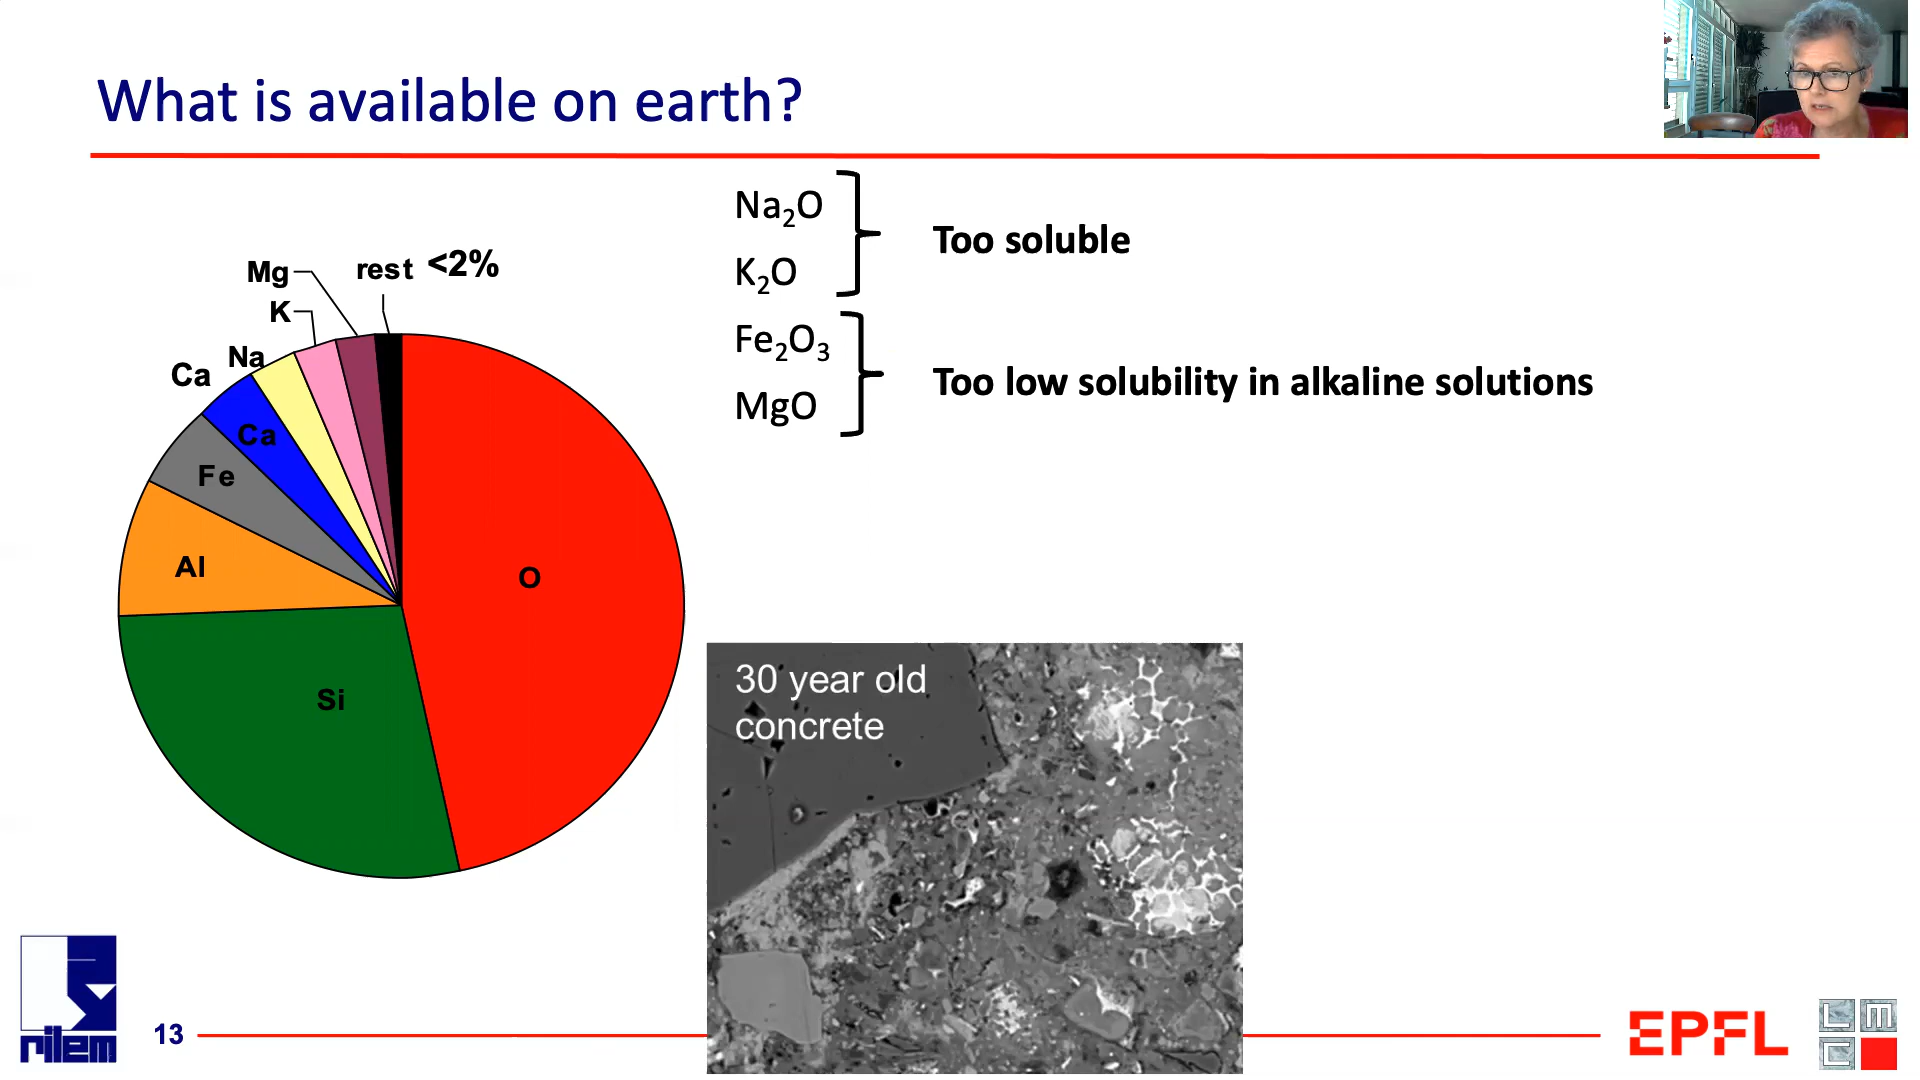 What is available on earth?
Na₂O
K₂O
Too soluble
Fe₂O₃
MgO
Too low solubility in alkaline solutions
Mg
rest <2%
K
Na
Ca
Ca
Fe
Al
O
Si
30 year old
concrete
rilem
13
EPFL
L M
C